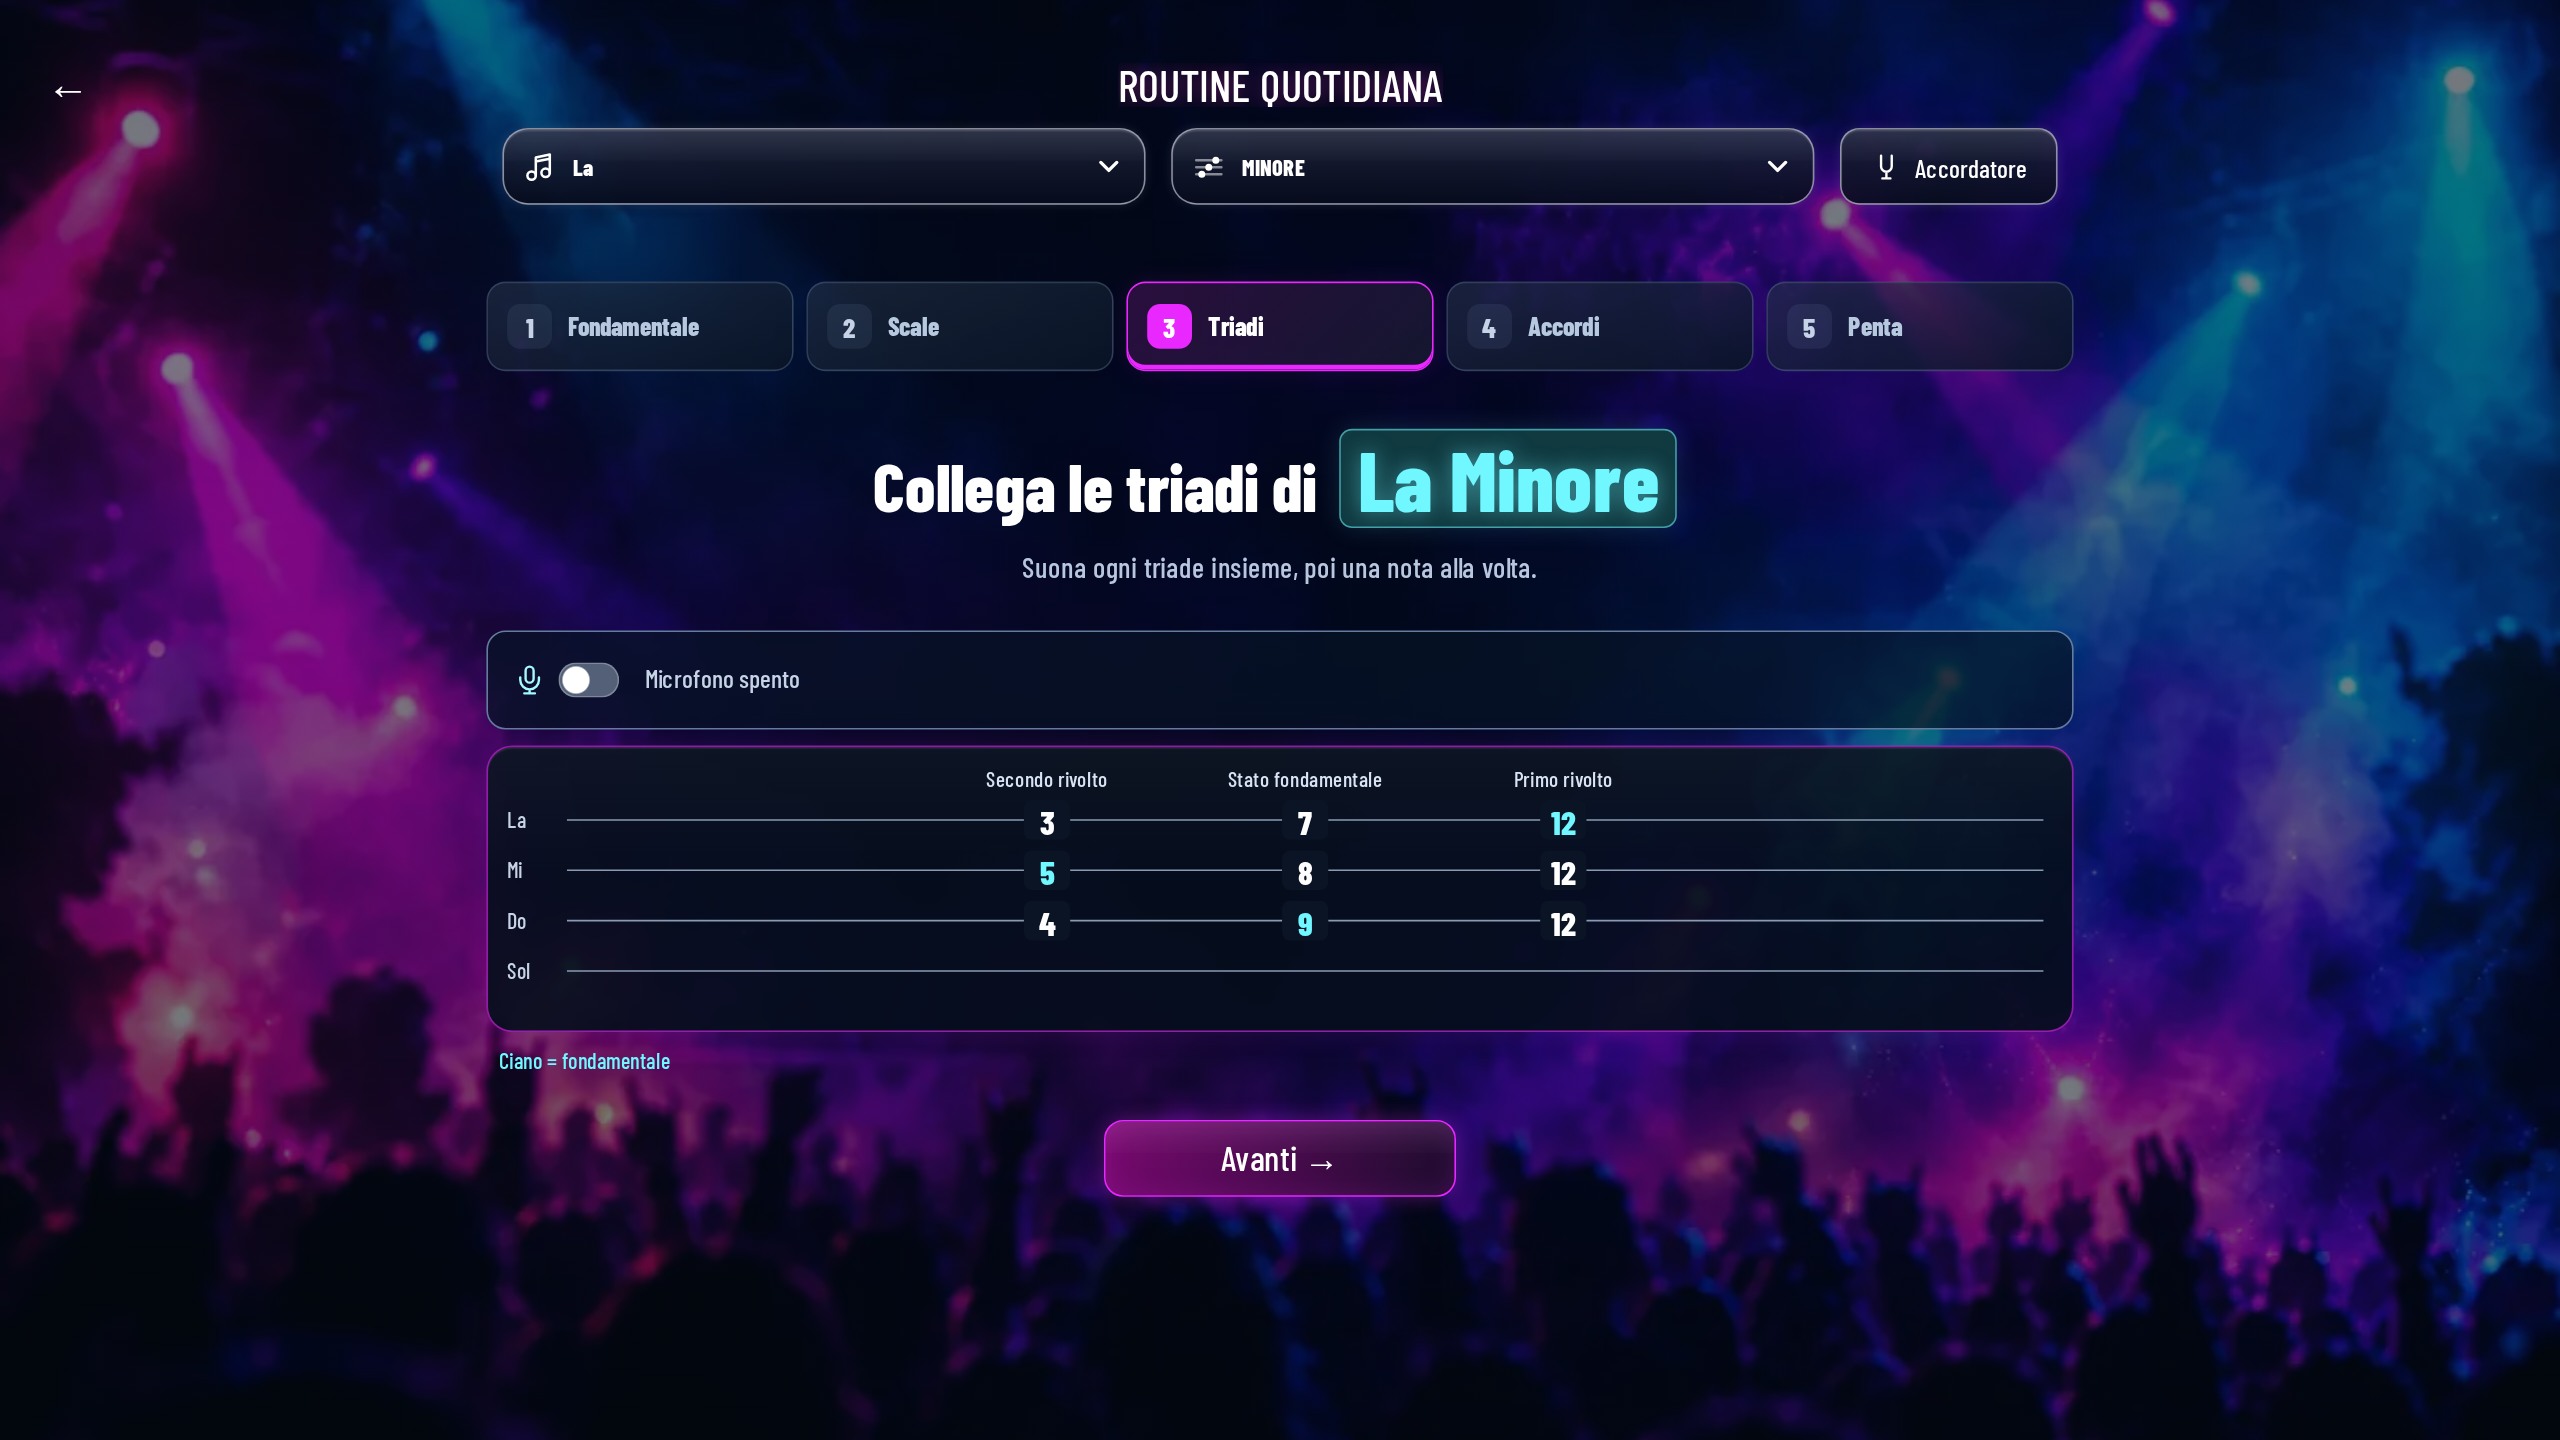 ←
ROUTINE QUOTIDIANA
La
MINORE
Accordatore
1 Fondamentale
2 Scale
3 Triadi
4 Accordi
5 Penta
Collega le triadi di La Minore
Suona ogni triade insieme, poi una nota alla volta.
Microfono spento
Secondo rivolto Stato fondamentale Primo rivolto
La 3 7 12
Mi 5 8 12
Do 4 9 12
Sol
Ciano = fondamentale
Avanti →